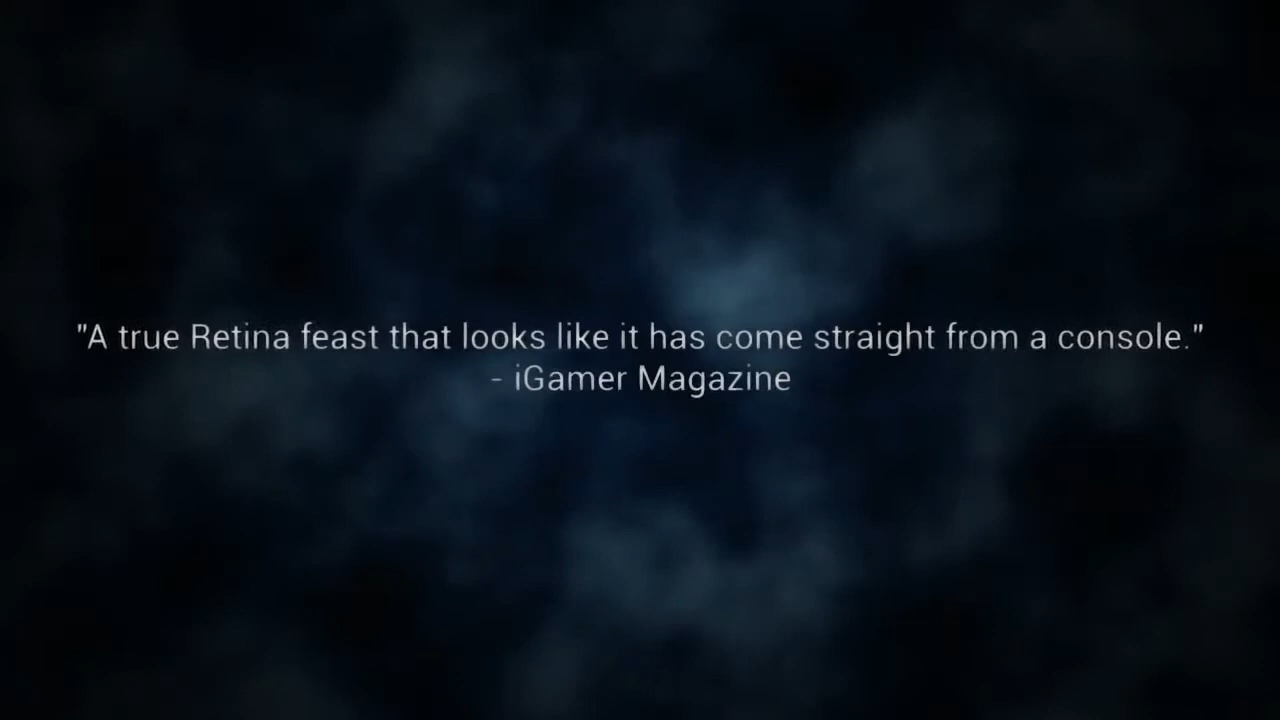 "A true Retina feast that looks like it has come straight from a console."
- iGamer Magazine